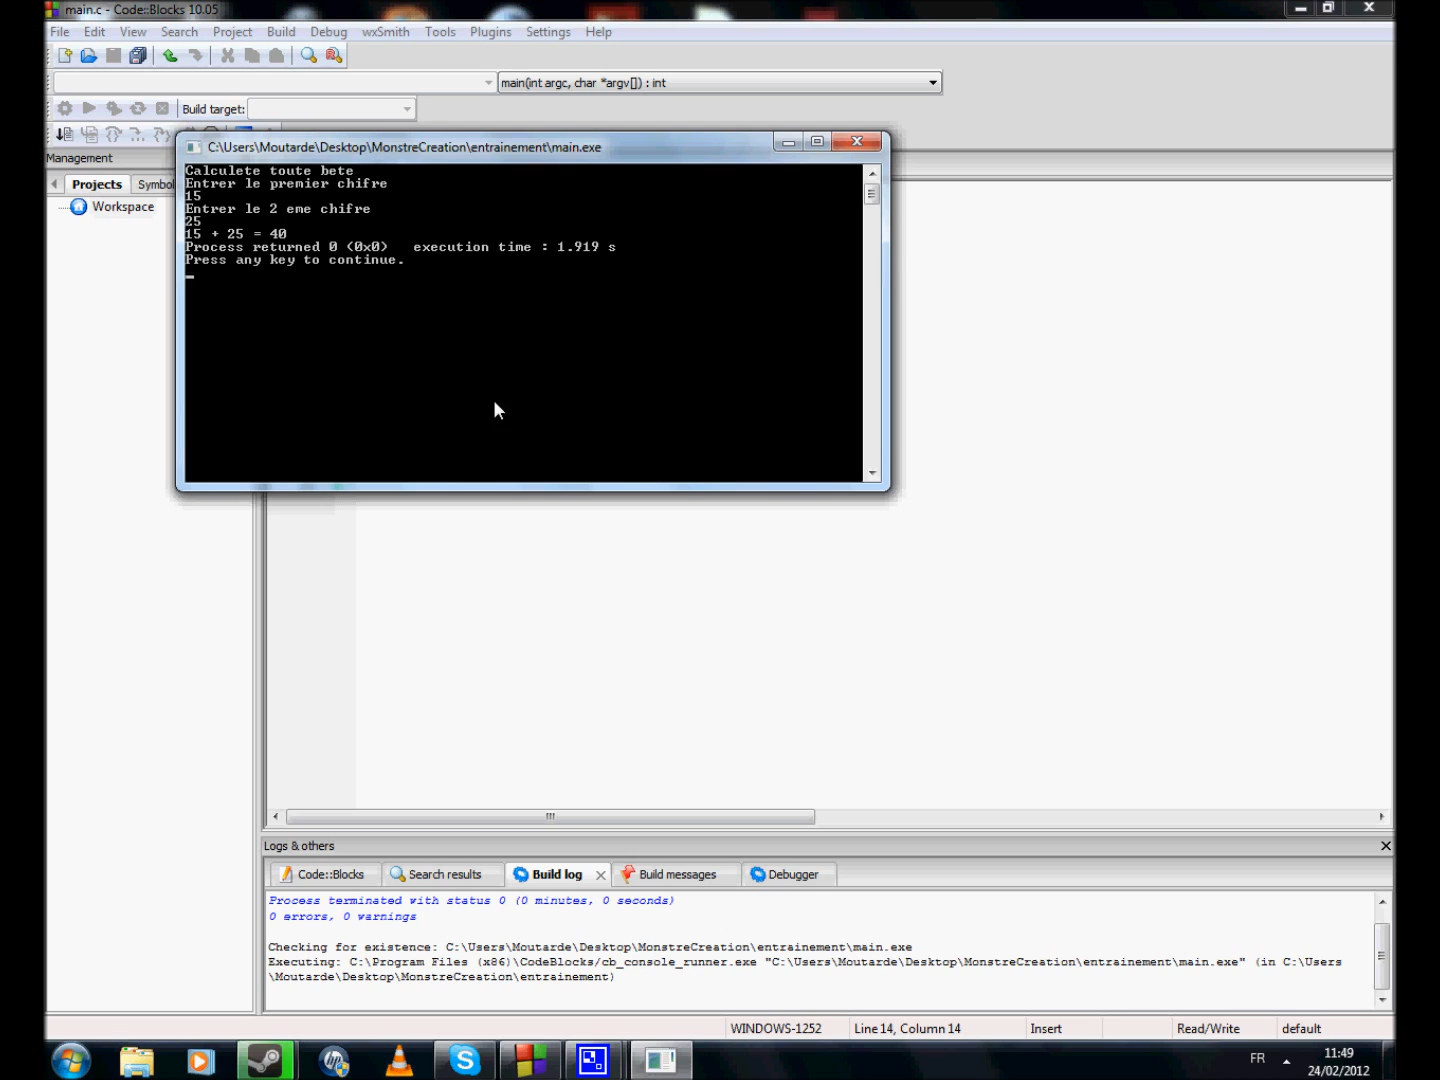 main.c - Code::Blocks 10.05
File Edit View Search Project Build Debug wxSmith Tools Plugins Settings Help
main(int argc, char *argv[]) : int
Build target:
Management
C:\Users\Moutarde\Desktop\MonstreCreation\entrainement\main.exe
Projects Symbo
Workspace
Calculete toute bete
Entrer le premier chifre
15
Entrer le 2 eme chifre
25
15 + 25 = 40
Process returned 0 (0x0)   execution time : 1.919 s
Press any key to continue.
Logs & others
Code::Blocks Search results Build log Build messages Debugger
Process terminated with status 0 (0 minutes, 0 seconds)
0 errors, 0 warnings
Checking for existence: C:\Users\Moutarde\Desktop\MonstreCreation\entrainement\main.exe
Executing: C:\Program Files (x86)\CodeBlocks/cb_console_runner.exe "C:\Users\Moutarde\Desktop\MonstreCreation\entrainement\main.exe" (in C:\Users
\Moutarde\Desktop\MonstreCreation\entrainement)
WINDOWS-1252 Line 14, Column 14 Insert Read/Write default
FR 11:49
24/02/2012